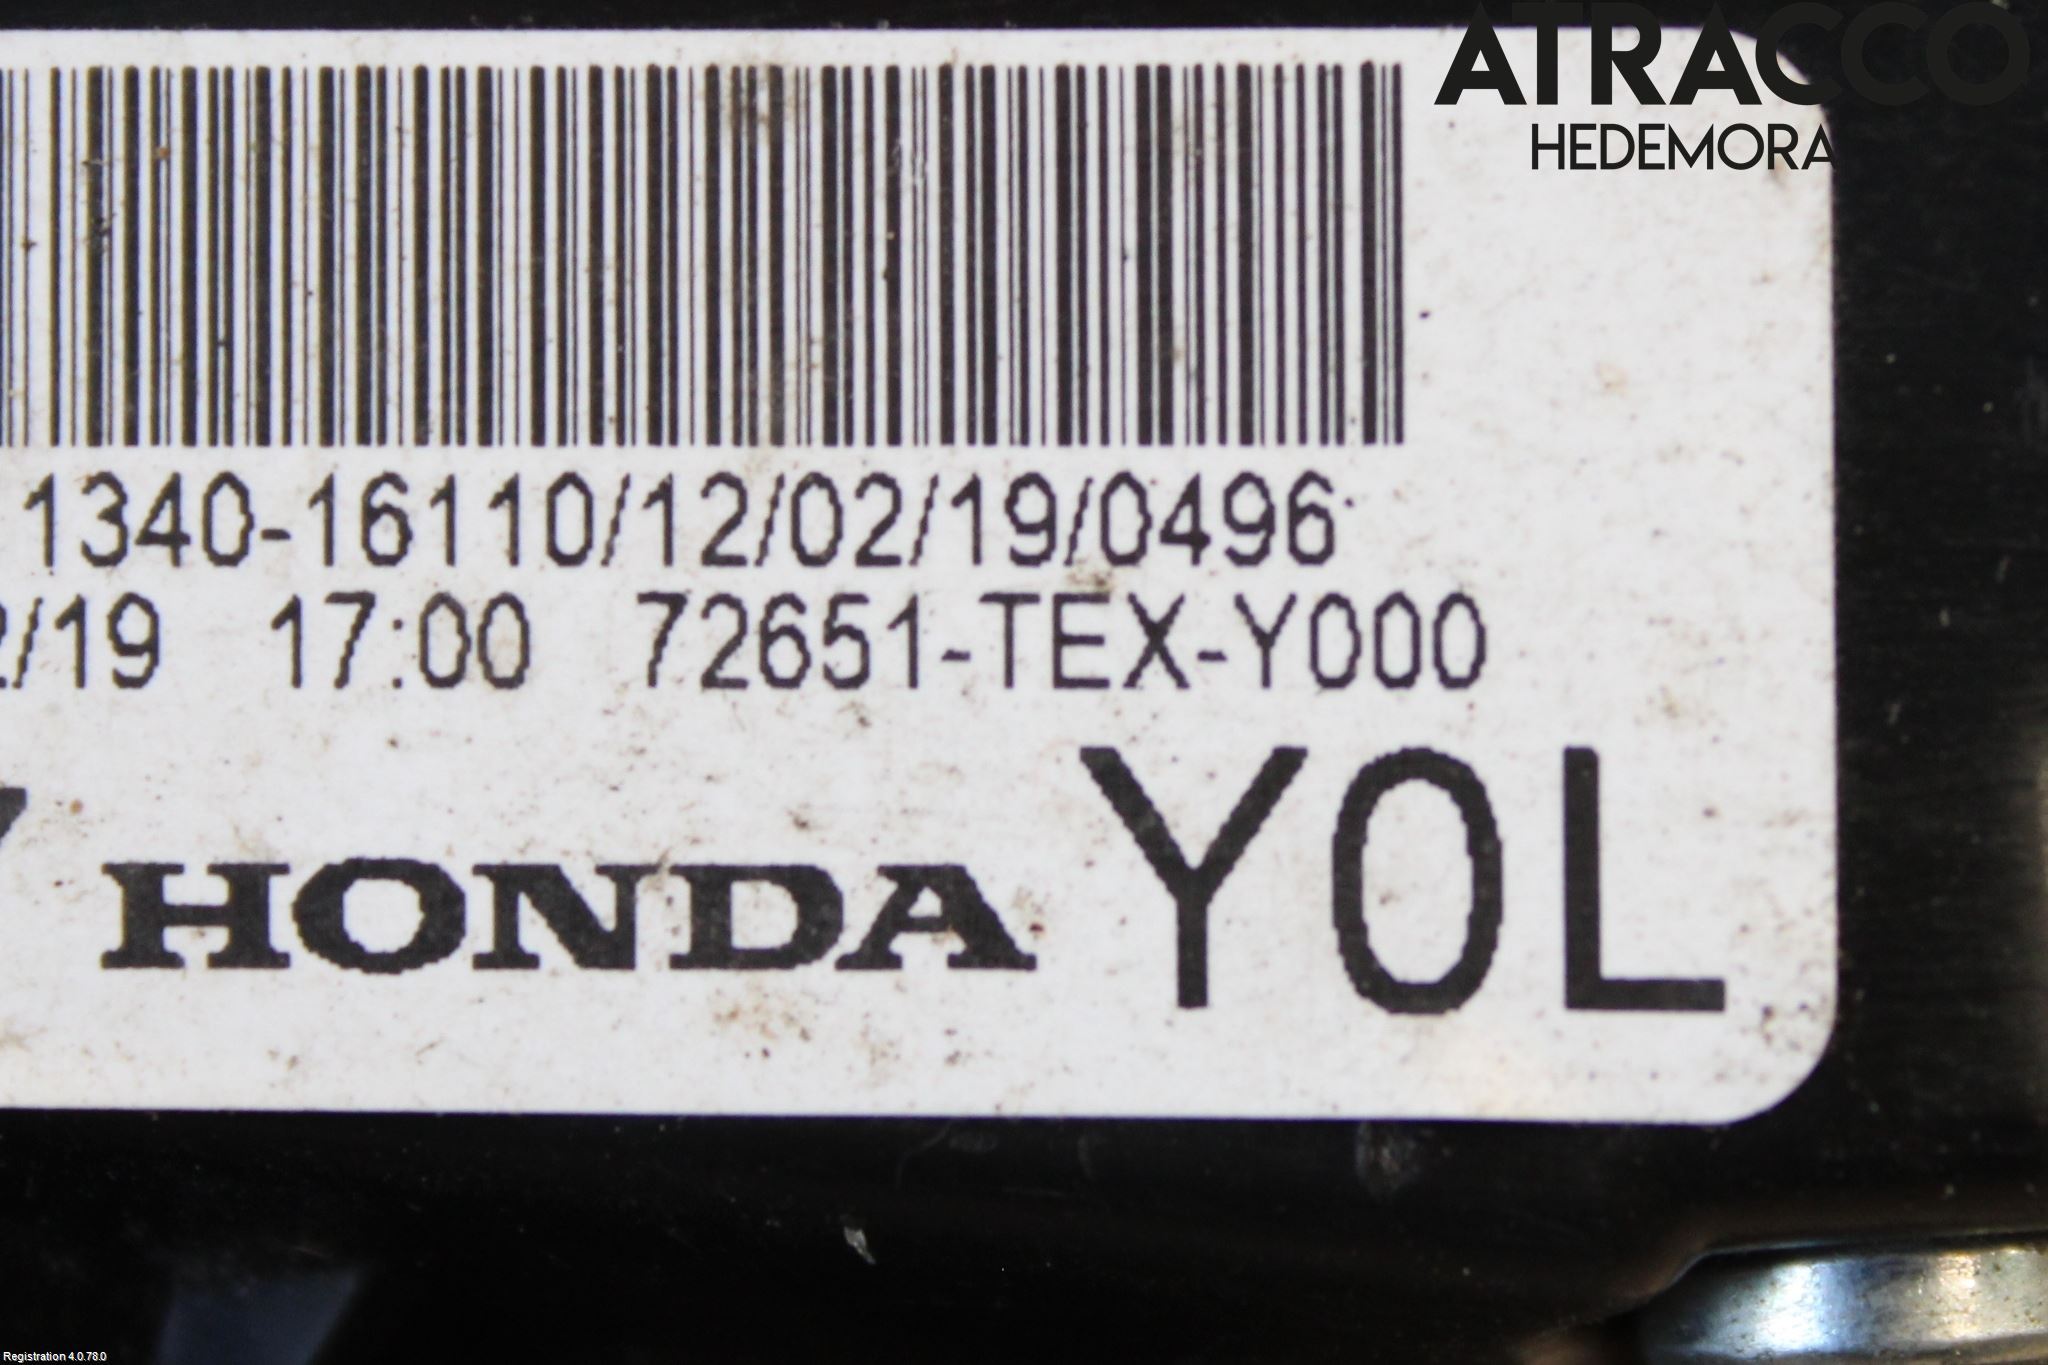 ATRACCO
HEDEMORA
1340-16110/12/02/19/0496
/19 17:00 72651-TEX-Y000
HONDA Y0L
Registration 4.0.78.0